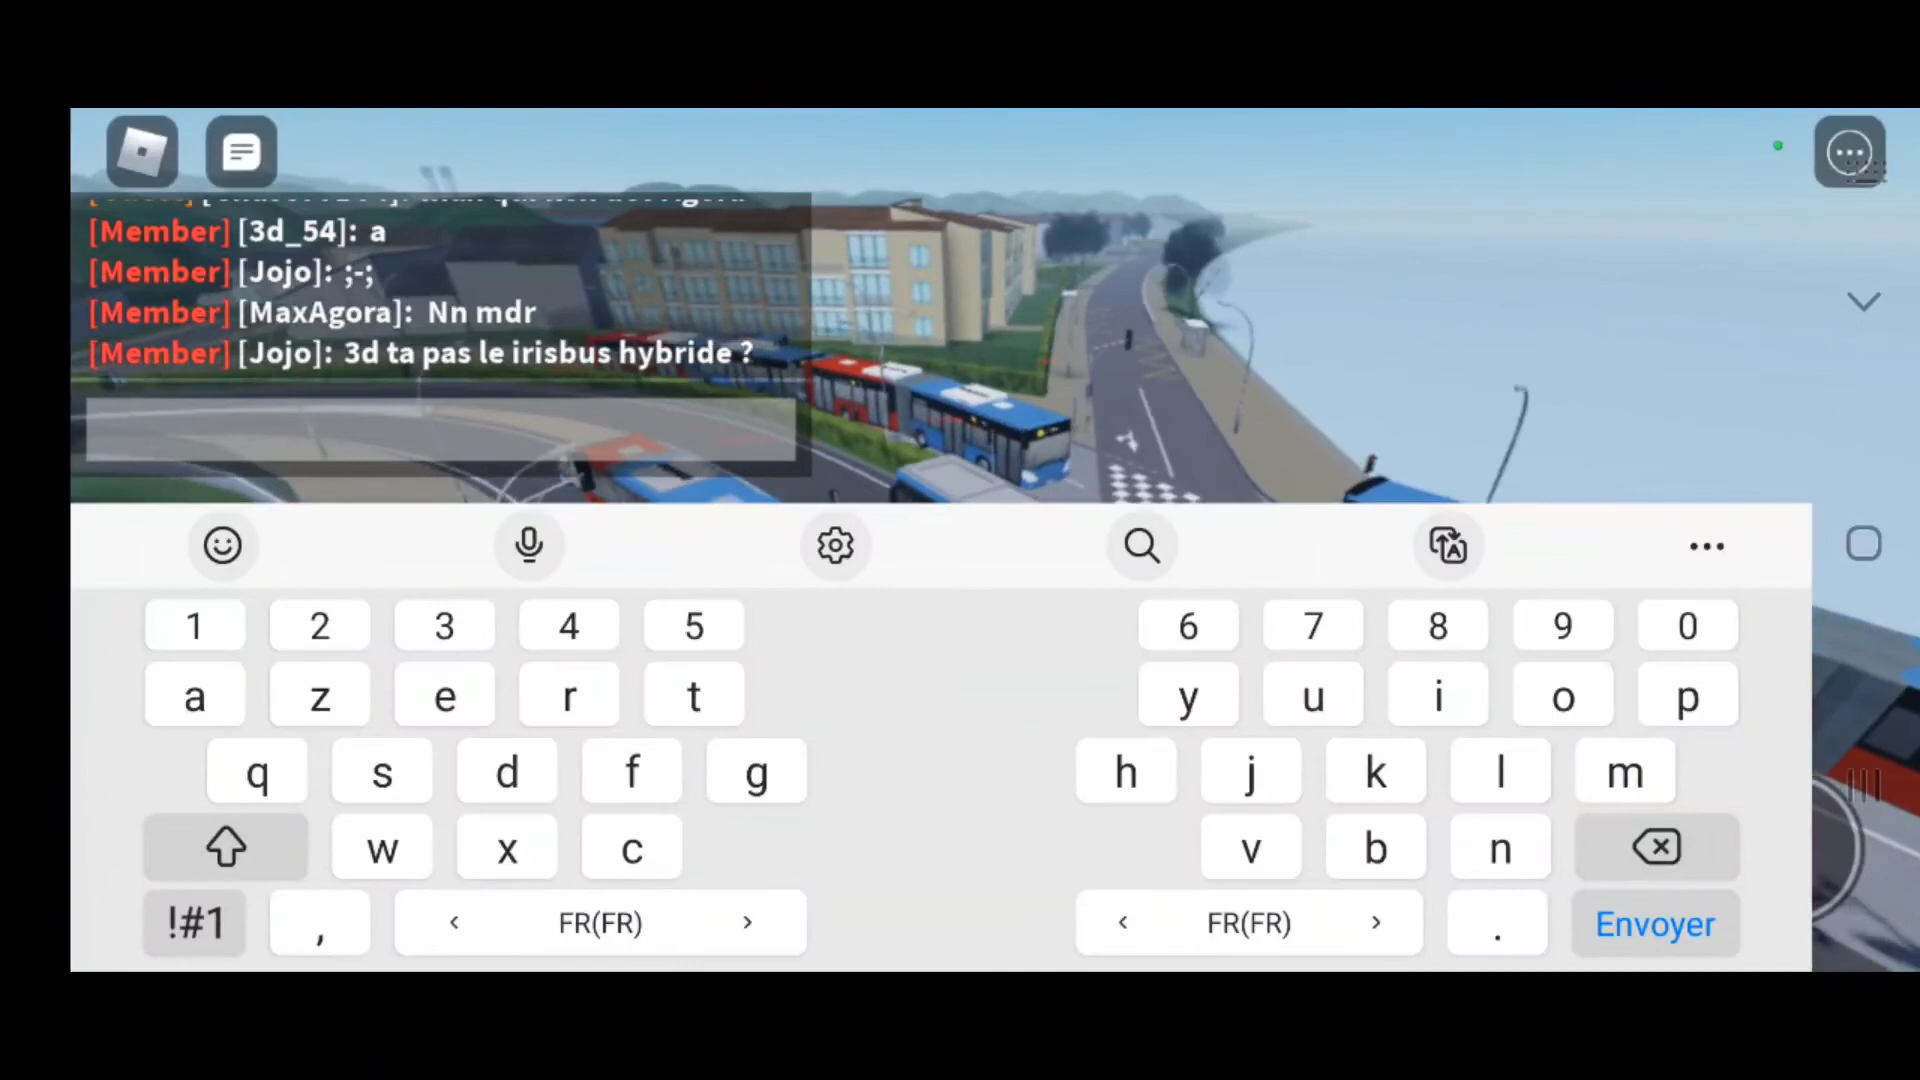 [Member] [3d_54]: a
[Member] [Jojo]: ;-;
[Member] [MaxAgora]: Nn mdr
[Member] [Jojo]: 3d ta pas le irisbus hybride ?
1 2 3 4 5 6 7 8 9 0
a z e r t y u i o p
q s d f g h j k l m
w x c v b n
!#1 , < FR(FR) > < FR(FR) > . Envoyer